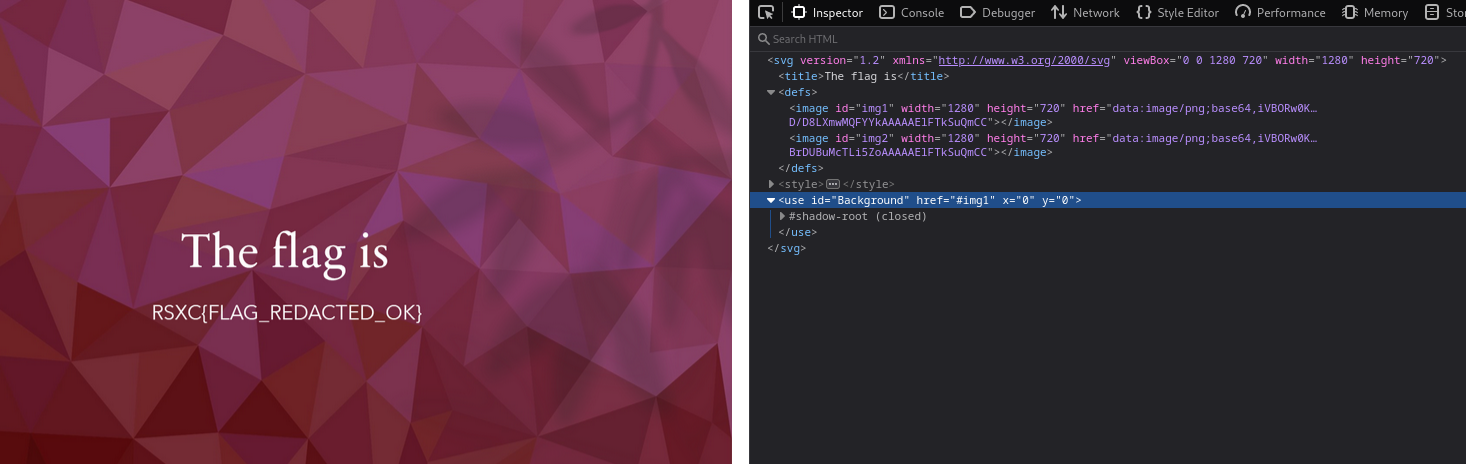 The flag is
RSXC{FLAG_REDACTED_OK}
Inspector Console Debugger Network Style Editor Performance Memory Sto
Search HTML
<svg version="1.2" xmlns="http://www.w3.org/2000/svg" viewBox="0 0 1280 720" width="1280" height="720">
<title>The flag is</title>
<defs>
<image id="img1" width="1280" height="720" href="data:image/png;base64,iVBORw0K…
D/D8LXmwMQFYYkAAAAAElFTkSuQmCC"></image>
<image id="img2" width="1280" height="720" href="data:image/png;base64,iVBORw0K…
BrDUBuMcTLi5ZoAAAAAElFTkSuQmCC"></image>
</defs>
<style></style>
<use id="Background" href="#img1" x="0" y="0">
#shadow-root (closed)
</use>
</svg>